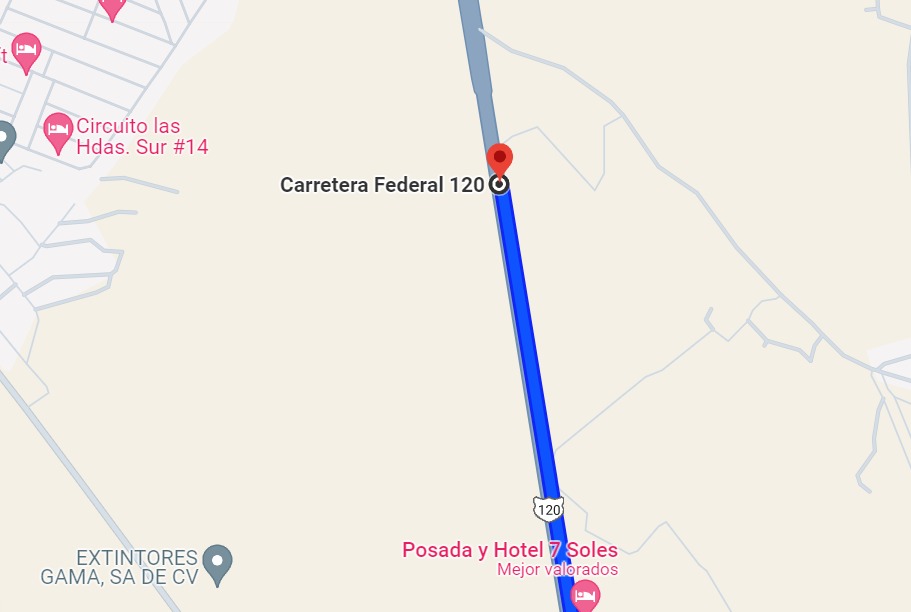 t
Circuito las
Hdas. Sur #14
Carretera Federal 120
120
Posada y Hotel 7 Soles
Mejor valorados
EXTINTORES
GAMA, SA DE CV